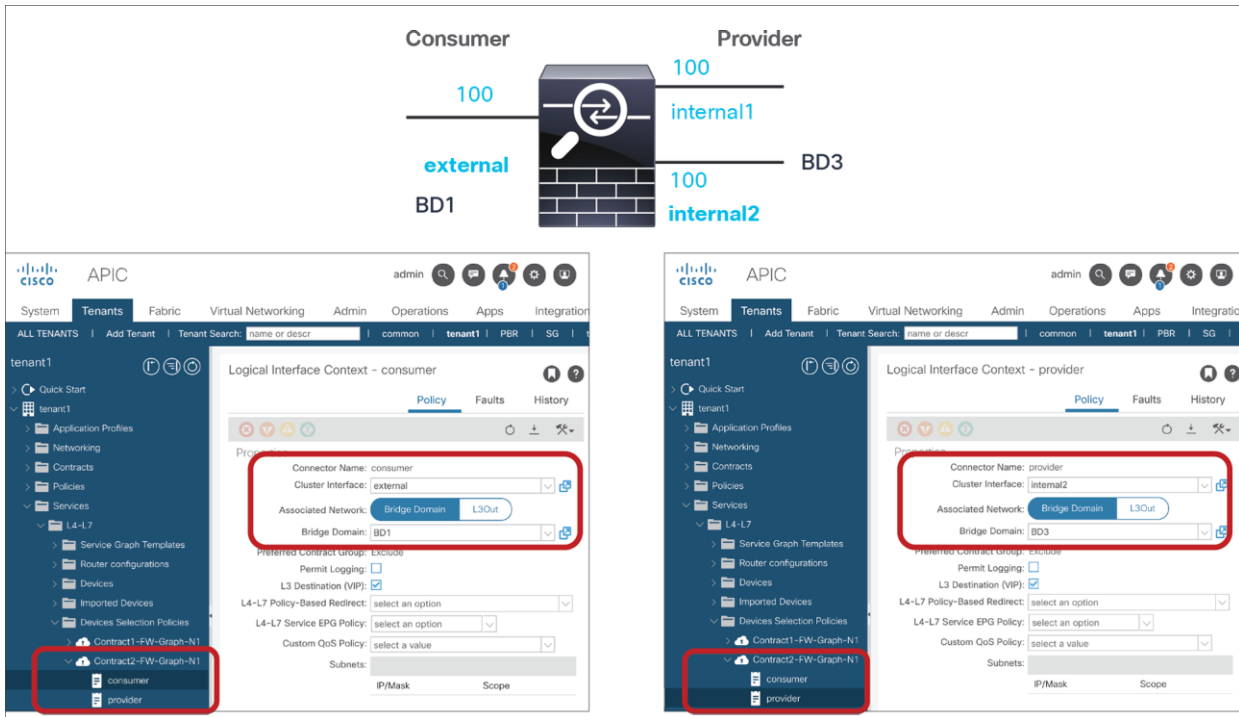 Consumer
Provider
100
100
internal1
external
BD3
100
BD1
internal2
CISCO
APIC
admin
2
1
System Tenants Fabric Virtual Networking Admin Operations Apps Integration
ALL TENANTS | Add Tenant | Tenant Search: name or descr | common | tenant1 | PBR | SG |
tenant1
Quick Start
tenant1
Application Profiles
Networking
Contracts
Policies
Services
L4-L7
Service Graph Templates
Router configurations
Devices
Imported Devices
Devices Selection Policies
Contract1-FW-Graph-N1
Contract2-FW-Graph-N1
consumer
provider
Logical Interface Context - consumer
Policy Faults History
Properties
Connector Name: consumer
Cluster Interface: external
Associated Network: Bridge Domain L3Out
Bridge Domain: BD1
Preferred Contract Group: Exclude
Permit Logging:
L3 Destination (VIP):
L4-L7 Policy-Based Redirect: select an option
L4-L7 Service EPG Policy: select an option
Custom QoS Policy: select a value
Subnets:
IP/Mask Scope
CISCO
APIC
admin
2
1
System Tenants Fabric Virtual Networking Admin Operations Apps Integratio
ALL TENANTS | Add Tenant | Tenant Search: name or descr | common | tenant1 | PBR | SG |
tenant1
Quick Start
tenant1
Application Profiles
Networking
Contracts
Policies
Services
L4-L7
Service Graph Templates
Router configurations
Devices
Imported Devices
Devices Selection Policies
Contract1-FW-Graph-N1
Contract2-FW-Graph-N1
consumer
provider
Logical Interface Context - provider
Policy Faults History
Properties
Connector Name: provider
Cluster Interface: internal2
Associated Network: Bridge Domain L3Out
Bridge Domain: BD3
Preferred Contract Group: Exclude
Permit Logging:
L3 Destination (VIP):
L4-L7 Policy-Based Redirect: select an option
L4-L7 Service EPG Policy: select an option
Custom QoS Policy: select a value
Subnets:
IP/Mask Scope